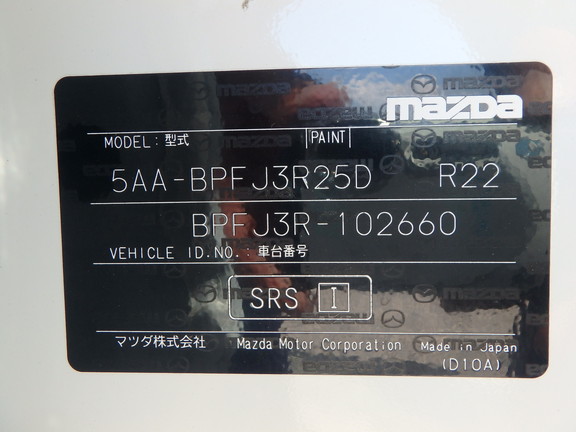 mazda
MODEL: 型式 PAINT
5AA-BPFJ3R25D R22
BPFJ3R-102660
VEHICLE ID.NO.: 車台番号
SRS I
マツダ株式会社 Mazda Motor Corporation Made in Japan
(D10A)